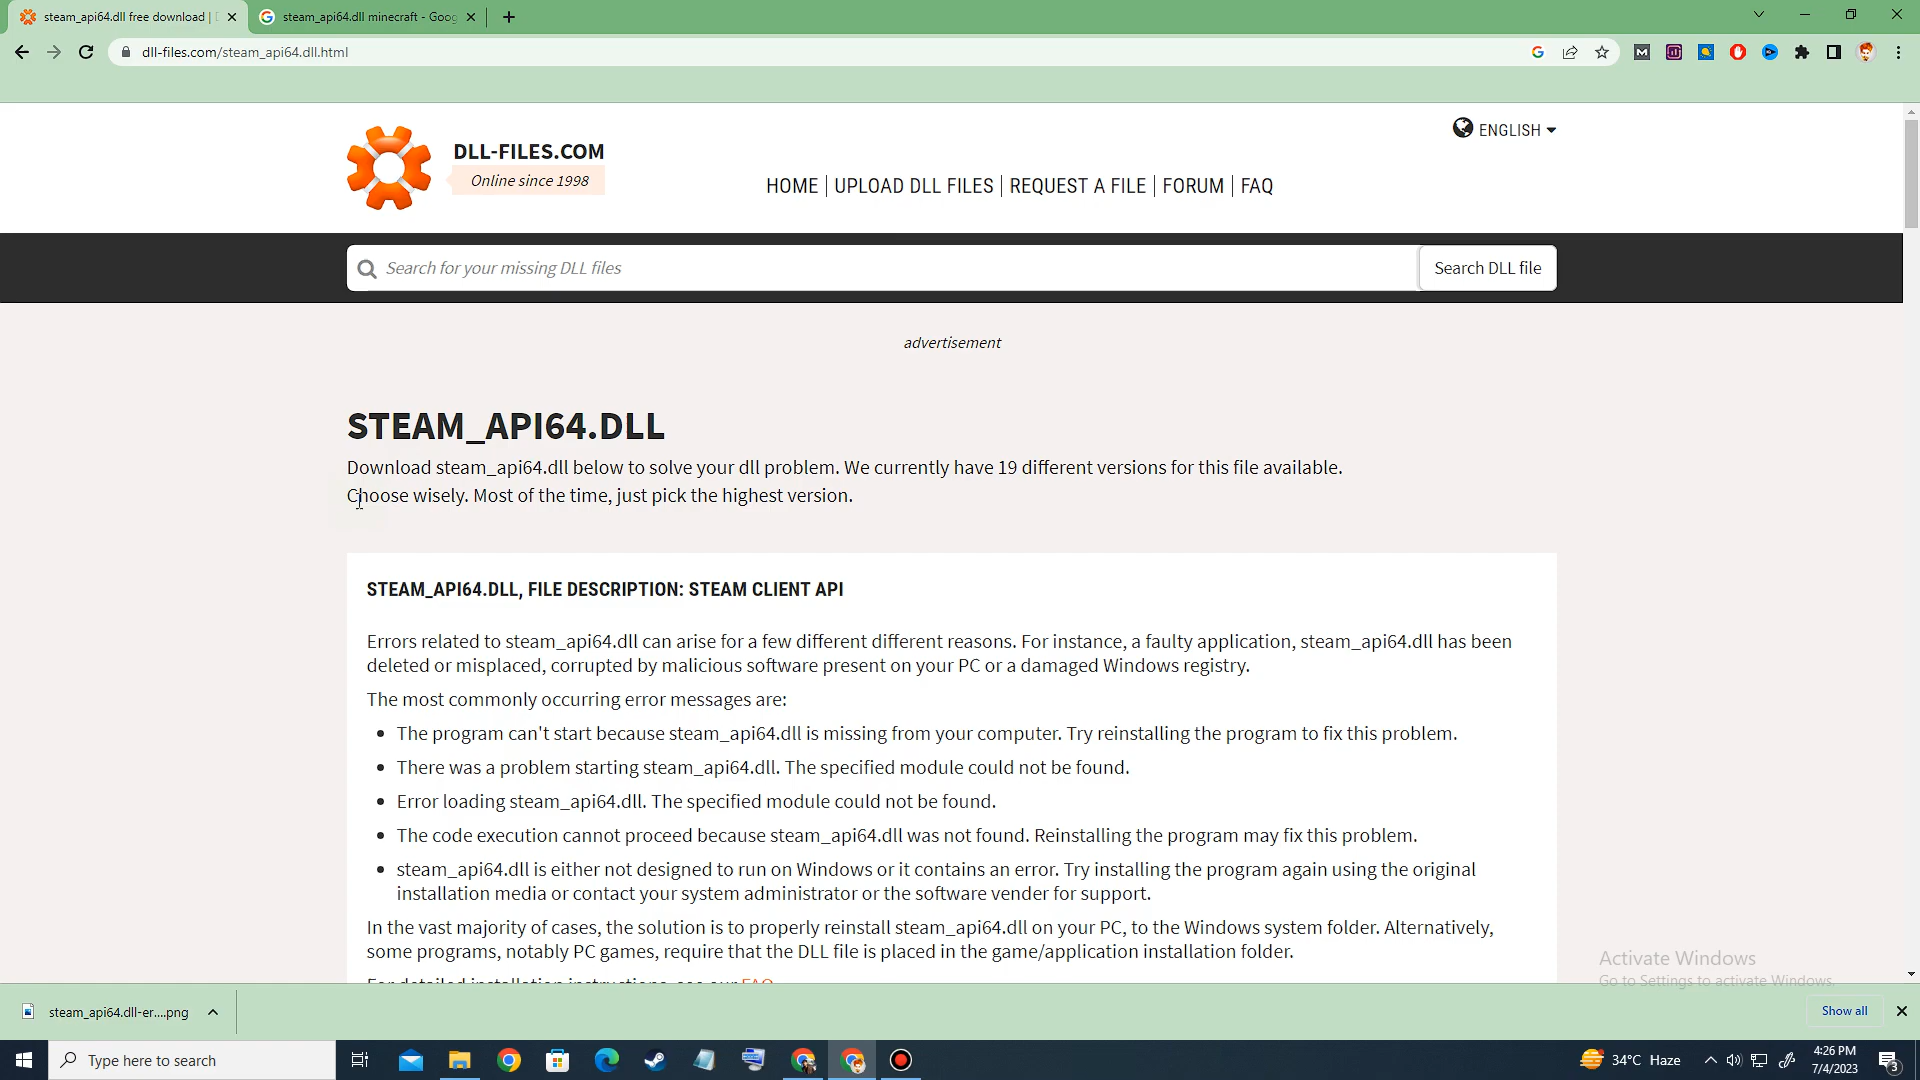 steam_api64.dll free download |
steam_api64.dll minecraft - Goog
dll-files.com/steam_api64.dll.html
DLL-FILES.COM
Online since 1998
ENGLISH
HOME | UPLOAD DLL FILES | REQUEST A FILE | FORUM | FAQ
Search for your missing DLL files
Search DLL file
advertisement
STEAM_API64.DLL
Download steam_api64.dll below to solve your dll problem. We currently have 19 different versions for this file available.
Choose wisely. Most of the time, just pick the highest version.
STEAM_API64.DLL, FILE DESCRIPTION: STEAM CLIENT API
Errors related to steam_api64.dll can arise for a few different different reasons. For instance, a faulty application, steam_api64.dll has been
deleted or misplaced, corrupted by malicious software present on your PC or a damaged Windows registry.
The most commonly occurring error messages are:
• The program can't start because steam_api64.dll is missing from your computer. Try reinstalling the program to fix this problem.
• There was a problem starting steam_api64.dll. The specified module could not be found.
• Error loading steam_api64.dll. The specified module could not be found.
• The code execution cannot proceed because steam_api64.dll was not found. Reinstalling the program may fix this problem.
• steam_api64.dll is either not designed to run on Windows or it contains an error. Try installing the program again using the original
installation media or contact your system administrator or the software vender for support.
In the vast majority of cases, the solution is to properly reinstall steam_api64.dll on your PC, to the Windows system folder. Alternatively,
some programs, notably PC games, require that the DLL file is placed in the game/application installation folder.
For detailed installation instructions, see our FAQ
Activate Windows
Go to Settings to activate Windows.
steam_api64.dll-er....png
Show all
Type here to search
34°C Haze
4:26 PM
7/4/2023
3